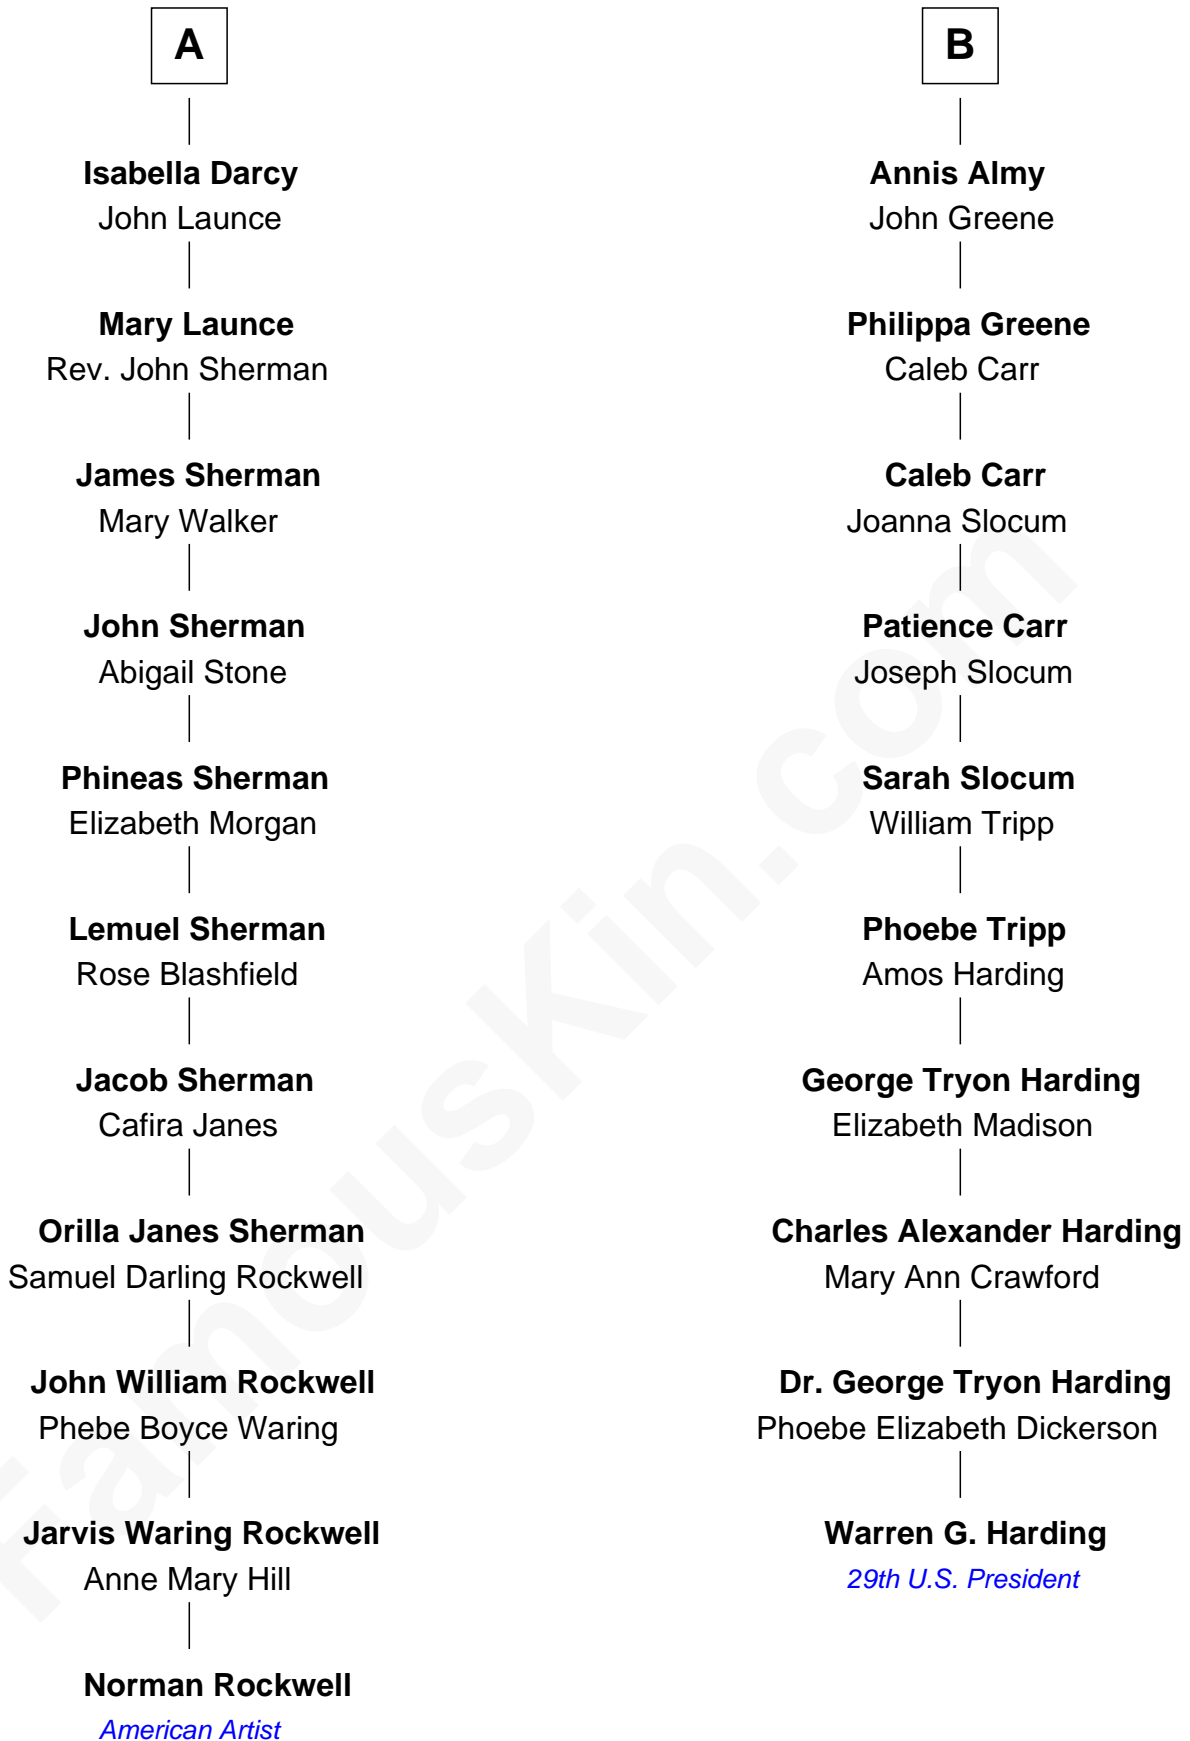 A
Isabella Darcy
John Launce
Mary Launce
Rev. John Sherman
James Sherman
Mary Walker
John Sherman
Abigail Stone
Phineas Sherman
Elizabeth Morgan
Lemuel Sherman
Rose Blashfield
Jacob Sherman
Cafira Janes
Orilla Janes Sherman
Samuel Darling Rockwell
John William Rockwell
Phebe Boyce Waring
Jarvis Waring Rockwell
Anne Mary Hill
Norman Rockwell
American Artist
B
Annis Almy
John Greene
Philippa Greene
Caleb Carr
Caleb Carr
Joanna Slocum
Patience Carr
Joseph Slocum
Sarah Slocum
William Tripp
Phoebe Tripp
Amos Harding
George Tryon Harding
Elizabeth Madison
Charles Alexander Harding
Mary Ann Crawford
Dr. George Tryon Harding
Phoebe Elizabeth Dickerson
Warren G. Harding
29th U.S. President
FamousKin.com